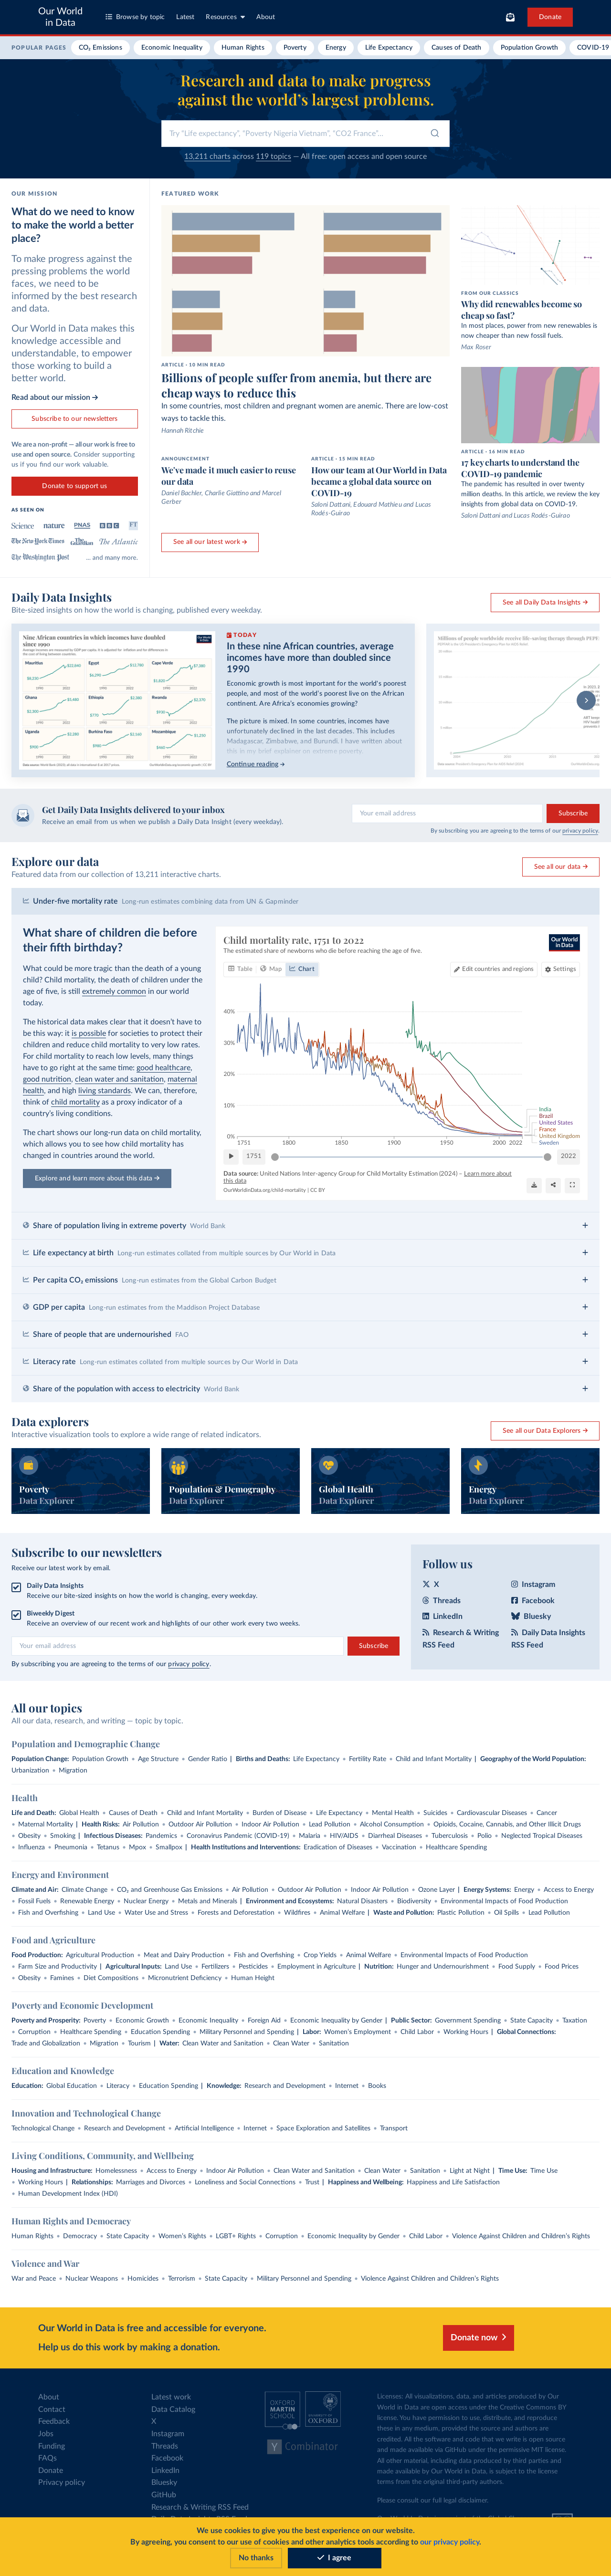 Our World
in Data
Browse by topic
Latest
Resources
About
Donate
POPULAR PAGES
CO₂ Emissions
Economic Inequality
Human Rights
Poverty
Energy
Life Expectancy
Causes of Death
Population Growth
COVID-19
Research and data to make progress
against the world's largest problems.
Try "Life expectancy", "Poverty Nigeria Vietnam", "CO2 France"...
13,211 charts across 119 topics — All free: open access and open source
OUR MISSION
What do we need to know
to make the world a better
place?
To make progress against the
pressing problems the world
faces, we need to be
informed by the best research
and data.
Our World in Data makes this
knowledge accessible and
understandable, to empower
those working to build a
better world.
Read about our mission →
Subscribe to our newsletters
We are a non-profit — all our work is free to
use and open source. Consider supporting
us if you find our work valuable.
Donate to support us
AS SEEN ON
Science
nature
PNAS
BBC
FT
The New York Times
The Guardian
The Atlantic
The Washington Post
... and many more.
FEATURED WORK
ARTICLE · 10 MIN READ
Billions of people suffer from anemia, but there are
cheap ways to reduce this
In some countries, most children and pregnant women are anemic. There are low-cost
ways to tackle this.
Hannah Ritchie
ANNOUNCEMENT
We've made it much easier to reuse
our data
Daniel Bachler, Charlie Giattino and Marcel
Gerber
ARTICLE · 15 MIN READ
How our team at Our World in Data
became a global data source on
COVID-19
Saloni Dattani, Edouard Mathieu and Lucas
Rodés-Guirao
See all our latest work →
FROM OUR CLASSICS
Why did renewables become so
cheap so fast?
In most places, power from new renewables is
now cheaper than new fossil fuels.
Max Roser
ARTICLE · 16 MIN READ
17 key charts to understand the
COVID-19 pandemic
The pandemic has resulted in over twenty
million deaths. In this article, we review the key
insights from global data on COVID-19.
Saloni Dattani and Lucas Rodés-Guirao
Daily Data Insights
Bite-sized insights on how the world is changing, published every weekday.
See all Daily Data Insights →
Nine African countries in which incomes have more than doubled
since 1990
Mauritius
Egypt
Cape Verde
Ghana
Ethiopia
Lesotho
Uganda
Burkina Faso
Mozambique
TODAY
In these nine African countries, average
incomes have more than doubled since
1990
Economic growth is most important for the world's poorest
people, and most of the world's poorest live on the African
continent. Are Africa's economies growing?
The picture is mixed. In some countries, incomes have
unfortunately declined in the last decades. This includes
Madagascar, Zimbabwe, and Burundi. I have written about
this in my brief explainer on extreme poverty.
Continue reading →
Millions of people worldwide receive life-saving therapy through PEPFAR
Get Daily Data Insights delivered to your inbox
Receive an email from us when we publish a Daily Data Insight (every weekday).
Your email address
Subscribe
By subscribing you are agreeing to the terms of our privacy policy.
Explore our data
Featured data from our collection of 13,211 interactive charts.
See all our data →
Under-five mortality rate Long-run estimates combining data from UN & Gapminder
What share of children die before
their fifth birthday?
What could be more tragic than the death of a young
child? Child mortality, the death of children under the
age of five, is still extremely common in our world
today.
The historical data makes clear that it doesn't have to
be this way: it is possible for societies to protect their
children and reduce child mortality to very low rates.
For child mortality to reach low levels, many things
have to go right at the same time: good healthcare,
good nutrition, clean water and sanitation, maternal
health, and high living standards. We can, therefore,
think of child mortality as a proxy indicator of a
country's living conditions.
The chart shows our long-run data on child mortality,
which allows you to see how child mortality has
changed in countries around the world.
Explore and learn more about this data →
Child mortality rate, 1751 to 2022
The estimated share of newborns who die before reaching the age of five.
Our World
in Data
Table
Map
Chart
Edit countries and regions
Settings
40%
30%
20%
10%
0%
1751
1800
1850
1900
1950
2000
2022
India
Brazil
United States
France
United Kingdom
Sweden
1751
2022
Data source: United Nations Inter-agency Group for Child Mortality Estimation (2024) – Learn more about
this data
OurWorldinData.org/child-mortality | CC BY
Share of population living in extreme poverty World Bank
Life expectancy at birth Long-run estimates collated from multiple sources by Our World in Data
Per capita CO₂ emissions Long-run estimates from the Global Carbon Budget
GDP per capita Long-run estimates from the Maddison Project Database
Share of people that are undernourished FAO
Literacy rate Long-run estimates collated from multiple sources by Our World in Data
Share of the population with access to electricity World Bank
Data explorers
Interactive visualization tools to explore a wide range of related indicators.
See all our Data Explorers →
Poverty
Data Explorer
Population & Demography
Data Explorer
Global Health
Data Explorer
Energy
Data Explorer
Subscribe to our newsletters
Receive our latest work by email.
Daily Data Insights
Receive our bite-sized insights on how the world is changing, every weekday.
Biweekly Digest
Receive an overview of our recent work and highlights of our other work every two weeks.
Your email address
Subscribe
By subscribing you are agreeing to the terms of our privacy policy.
Follow us
X
Instagram
Threads
Facebook
LinkedIn
Bluesky
Research & Writing
RSS Feed
Daily Data Insights
RSS Feed
All our topics
All our data, research, and writing — topic by topic.
Population and Demographic Change
Population Change: Population Growth • Age Structure • Gender Ratio | Births and Deaths: Life Expectancy • Fertility Rate • Child and Infant Mortality | Geography of the World Population:
Urbanization • Migration
Health
Life and Death: Global Health • Causes of Death • Child and Infant Mortality • Burden of Disease • Life Expectancy • Mental Health • Suicides • Cardiovascular Diseases • Cancer
• Maternal Mortality | Health Risks: Air Pollution • Outdoor Air Pollution • Indoor Air Pollution • Lead Pollution • Alcohol Consumption • Opioids, Cocaine, Cannabis, and Other Illicit Drugs
• Obesity • Smoking | Infectious Diseases: Pandemics • Coronavirus Pandemic (COVID-19) • Malaria • HIV/AIDS • Diarrheal Diseases • Tuberculosis • Polio • Neglected Tropical Diseases
• Influenza • Pneumonia • Tetanus • Mpox • Smallpox | Health Institutions and Interventions: Eradication of Diseases • Vaccination • Healthcare Spending
Energy and Environment
Climate and Air: Climate Change • CO₂ and Greenhouse Gas Emissions • Air Pollution • Outdoor Air Pollution • Indoor Air Pollution • Ozone Layer | Energy Systems: Energy • Access to Energy
• Fossil Fuels • Renewable Energy • Nuclear Energy • Metals and Minerals | Environment and Ecosystems: Natural Disasters • Biodiversity • Environmental Impacts of Food Production
• Fish and Overfishing • Land Use • Water Use and Stress • Forests and Deforestation • Wildfires • Animal Welfare | Waste and Pollution: Plastic Pollution • Oil Spills • Lead Pollution
Food and Agriculture
Food Production: Agricultural Production • Meat and Dairy Production • Fish and Overfishing • Crop Yields • Animal Welfare • Environmental Impacts of Food Production
• Farm Size and Productivity | Agricultural Inputs: Land Use • Fertilizers • Pesticides • Employment in Agriculture | Nutrition: Hunger and Undernourishment • Food Supply • Food Prices
• Obesity • Famines • Diet Compositions • Micronutrient Deficiency • Human Height
Poverty and Economic Development
Poverty and Prosperity: Poverty • Economic Growth • Economic Inequality • Foreign Aid • Economic Inequality by Gender | Public Sector: Government Spending • State Capacity • Taxation
• Corruption • Healthcare Spending • Education Spending • Military Personnel and Spending | Labor: Women's Employment • Child Labor • Working Hours | Global Connections:
Trade and Globalization • Migration • Tourism | Water: Clean Water and Sanitation • Clean Water • Sanitation
Education and Knowledge
Education: Global Education • Literacy • Education Spending | Knowledge: Research and Development • Internet • Books
Innovation and Technological Change
Technological Change • Research and Development • Artificial Intelligence • Internet • Space Exploration and Satellites • Transport
Living Conditions, Community, and Wellbeing
Housing and Infrastructure: Homelessness • Access to Energy • Indoor Air Pollution • Clean Water and Sanitation • Clean Water • Sanitation • Light at Night | Time Use: Time Use
• Working Hours | Relationships: Marriages and Divorces • Loneliness and Social Connections • Trust | Happiness and Wellbeing: Happiness and Life Satisfaction
• Human Development Index (HDI)
Human Rights and Democracy
Human Rights • Democracy • State Capacity • Women's Rights • LGBT+ Rights • Corruption • Economic Inequality by Gender • Child Labor • Violence Against Children and Children's Rights
Violence and War
War and Peace • Nuclear Weapons • Homicides • Terrorism • State Capacity • Military Personnel and Spending • Violence Against Children and Children's Rights
Our World in Data is free and accessible for everyone.
Help us do this work by making a donation.
Donate now
About
Contact
Feedback
Jobs
Funding
FAQs
Donate
Privacy policy
Latest work
Data Catalog
X
Instagram
Threads
Facebook
LinkedIn
Bluesky
GitHub
Research & Writing RSS Feed
OXFORD
MARTIN
SCHOOL
UNIVERSITY OF
OXFORD
Y Combinator
Licenses: All visualizations, data, and articles produced by Our
World in Data are open access under the Creative Commons BY
license. You have permission to use, distribute, and reproduce
these in any medium, provided the source and authors are
credited. All the software and code that we write is open source
and made available via GitHub under the permissive MIT license.
All other material, including data produced by third parties and
made available by Our World in Data, is subject to the license
terms from the original third-party authors.
Please consult our full legal disclaimer.
We use cookies to give you the best experience on our website.
By agreeing, you consent to our use of cookies and other analytics tools according to our privacy policy.
No thanks
I agree